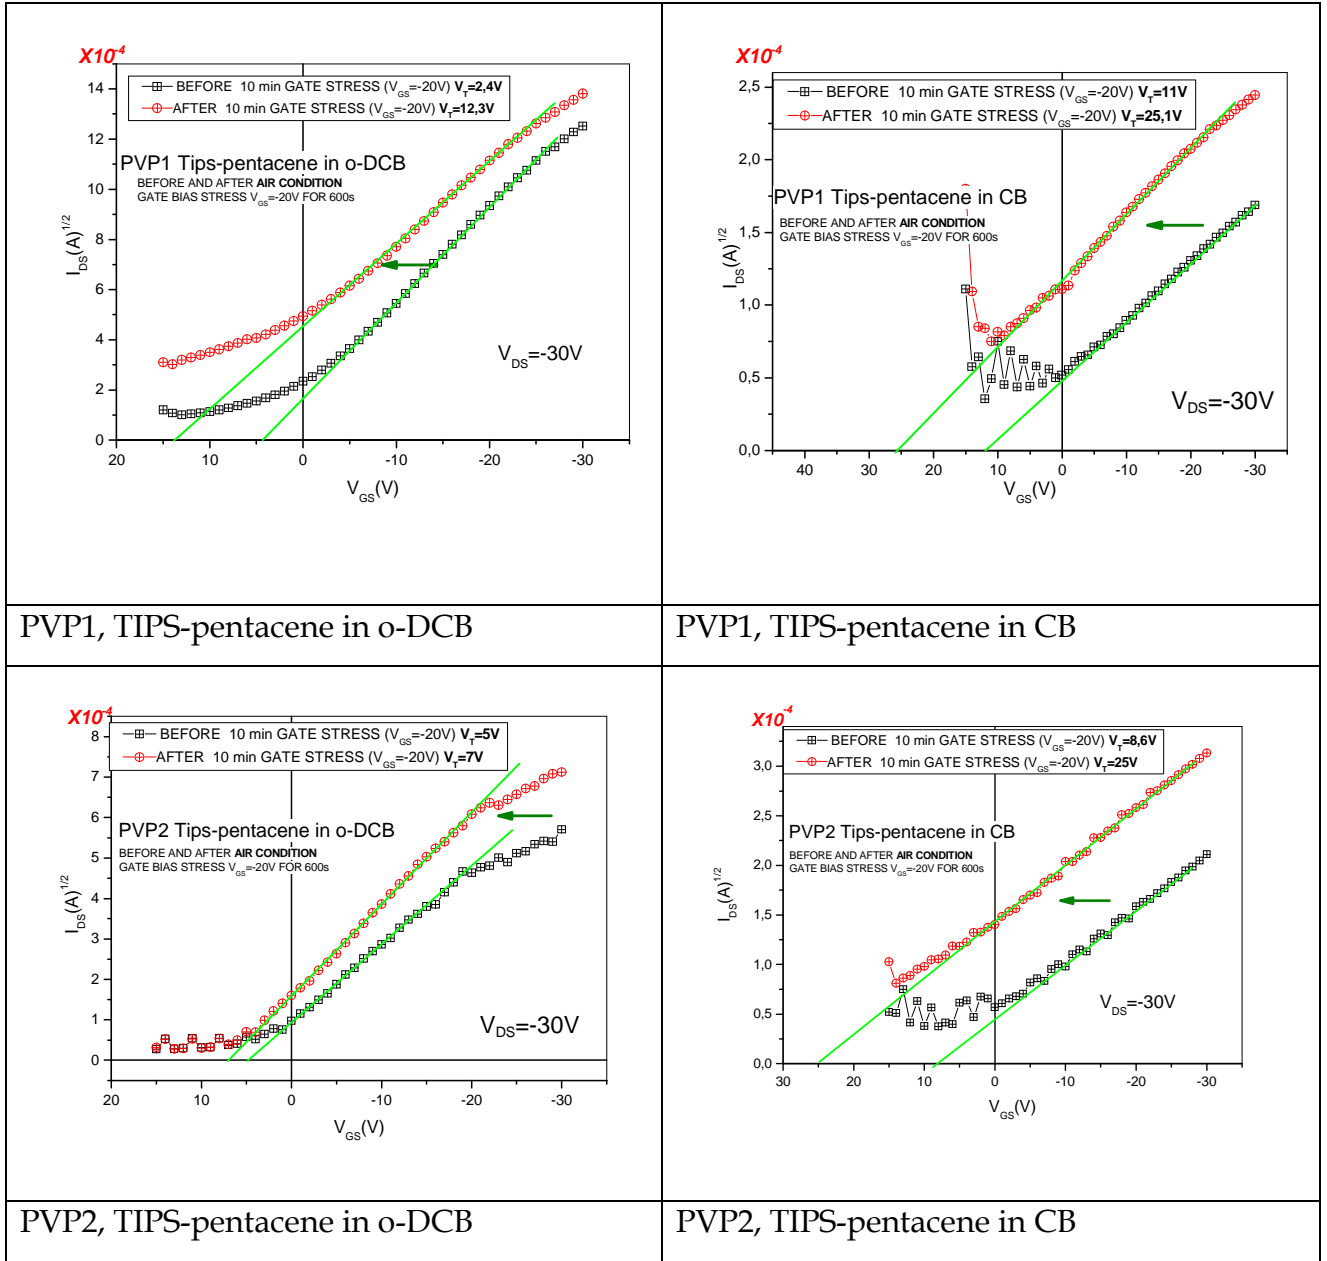 X10-4
BEFORE 10 min GATE STRESS (VGS=-20V) VT=2,4V
AFTER 10 min GATE STRESS (VGS=-20V) VT=12,3V
PVP1 Tips-pentacene in o-DCB
BEFORE AND AFTER AIR CONDITION
GATE BIAS STRESS VGS=-20V FOR 600s
VDS=-30V
IDS(A)1/2
14
12
10
8
6
4
2
0
20 10 0 -10 -20 -30
VGS(V)
X10-4
BEFORE 10 min GATE STRESS (VGS=-20V) VT=11V
AFTER 10 min GATE STRESS (VGS=-20V) VT=25,1V
PVP1 Tips-pentacene in CB
BEFORE AND AFTER AIR CONDITION
GATE BIAS STRESS VGS=-20V FOR 600s
VDS=-30V
IDS(A)1/2
2,5
2,0
1,5
1,0
0,5
0,0
40 30 20 10 0 -10 -20 -30
VGS(V)
PVP1, TIPS-pentacene in o-DCB
PVP1, TIPS-pentacene in CB
X10-4
BEFORE 10 min GATE STRESS (VGS=-20V) VT=5V
AFTER 10 min GATE STRESS (VGS=-20V) VT=7V
PVP2 Tips-pentacene in o-DCB
BEFORE AND AFTER AIR CONDITION
GATE BIAS STRESS VGS=-20V FOR 600s
VDS=-30V
IDS(A)1/2
8
7
6
5
4
3
2
1
0
20 10 0 -10 -20 -30
VGS(V)
X10-4
BEFORE 10 min GATE STRESS (VGS=-20V) VT=8,6V
AFTER 10 min GATE STRESS (VGS=-20V) VT=25V
PVP2 Tips-pentacene in CB
BEFORE AND AFTER AIR CONDITION
GATE BIAS STRESS VGS=-20V FOR 600s
VDS=-30V
IDS(A)1/2
3,0
2,5
2,0
1,5
1,0
0,5
0,0
30 20 10 0 -10 -20 -30
VGS(V)
PVP2, TIPS-pentacene in o-DCB
PVP2, TIPS-pentacene in CB